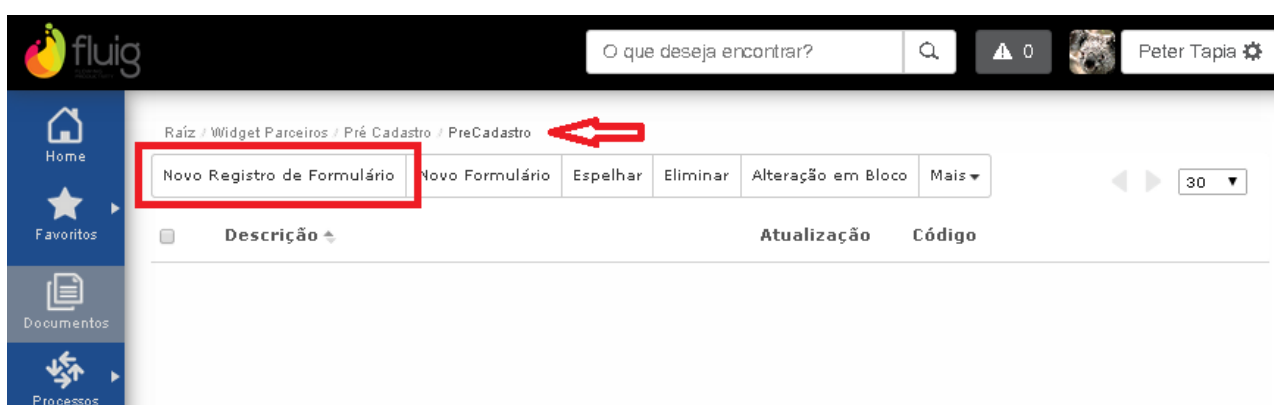 fluig
O que deseja encontrar?
0
Peter Tapia
Home
Favoritos
Documentos
Processos
Raíz / Widget Parceiros / Pré Cadastro / PreCadastro
Novo Registro de Formulário Novo Formulário Espelhar Eliminar Alteração em Bloco Mais
30
Descrição Atualização Código